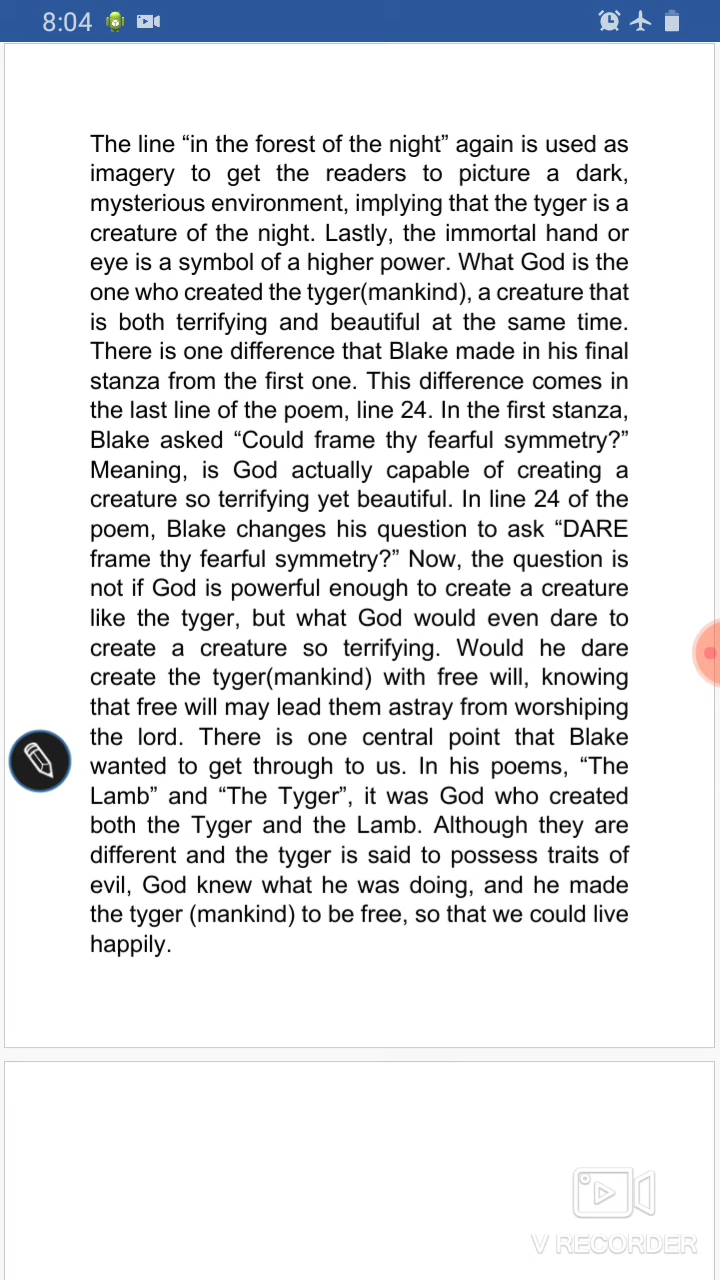 8:04
The line “in the forest of the night” again is used as
imagery to get the readers to picture a dark,
mysterious environment, implying that the tyger is a
creature of the night. Lastly, the immortal hand or
eye is a symbol of a higher power. What God is the
one who created the tyger(mankind), a creature that
is both terrifying and beautiful at the same time.
There is one difference that Blake made in his final
stanza from the first one. This difference comes in
the last line of the poem, line 24. In the first stanza,
Blake asked “Could frame thy fearful symmetry?”
Meaning, is God actually capable of creating a
creature so terrifying yet beautiful. In line 24 of the
poem, Blake changes his question to ask “DARE
frame thy fearful symmetry?” Now, the question is
not if God is powerful enough to create a creature
like the tyger, but what God would even dare to
create a creature so terrifying. Would he dare
create the tyger(mankind) with free will, knowing
that free will may lead them astray from worshiping
the lord. There is one central point that Blake
wanted to get through to us. In his poems, “The
Lamb” and “The Tyger”, it was God who created
both the Tyger and the Lamb. Although they are
different and the tyger is said to possess traits of
evil, God knew what he was doing, and he made
the tyger (mankind) to be free, so that we could live
happily.
V RECORDER